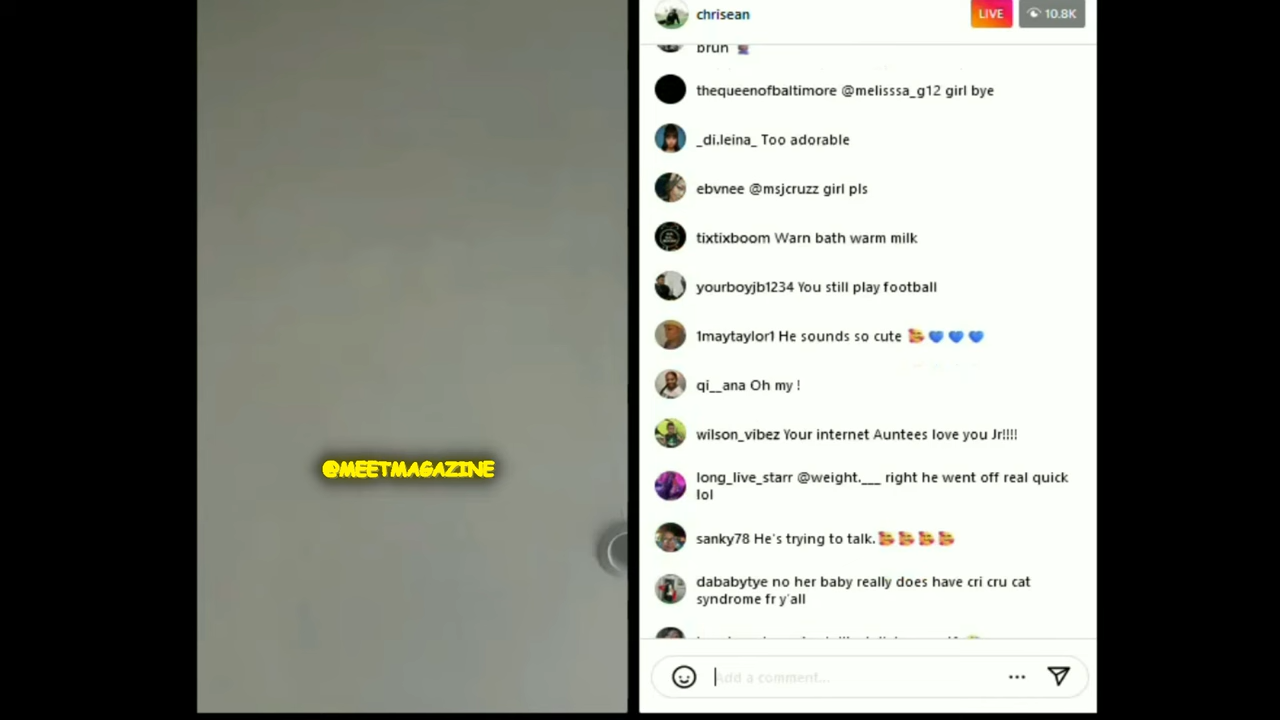 chrisean
LIVE
10.8K
bruh
thequeenofbaltimore @melisssa_g12 girl bye
_di.leina_ Too adorable
ebvnee @msjcruzz girl pls
tixtixboom Warn bath warm milk
yourboyjb1234 You still play football
1maytaylor1 He sounds so cute 🥰💙💙💙
qi__ana Oh my !
wilson_vibez Your internet Auntees love you Jr!!!!
long_live_starr @weight.___ right he went off real quick
lol
sanky78 He's trying to talk.🥰🥰🥰🥰
dababytye no her baby really does have cri cru cat
syndrome fr y'all
Add a comment...
@MEETMAGAZINE